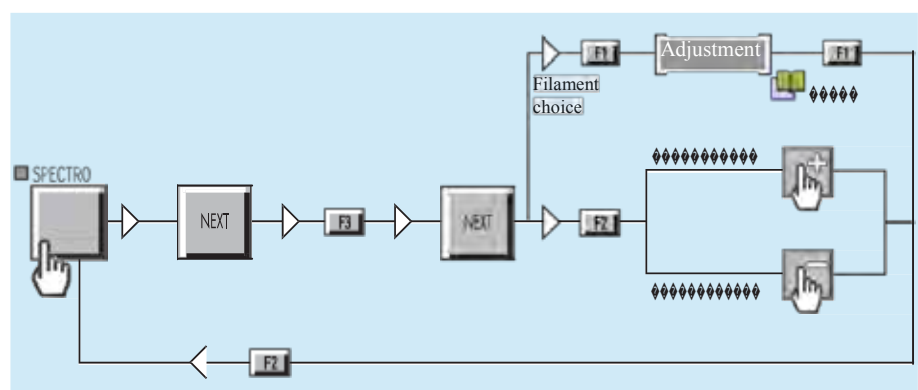 F1
Adjustment
F1
Filament
choice
�����
�����������
SPECTRO
NEXT
F3
NEXT
F2
������������
F2